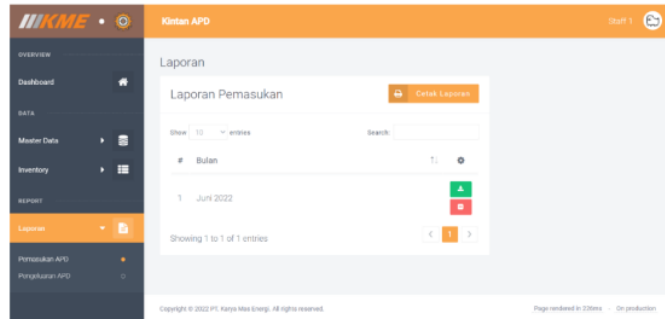 KME
Kintan APD
Staff 1
OVERVIEW
Dashboard
DATA
Master Data
Inventory
REPORT
Laporan
Pemasukan APD
Pengeluaran APD
Laporan
Laporan Pemasukan
Cetak Laporan
Show 10 entries
Search:
# Bulan
1 Juni 2022
Showing 1 to 1 of 1 entries
1
Copyright © 2022 PT. Karya Mas Energi. All rights reserved.
Page rendered in 226ms - On production